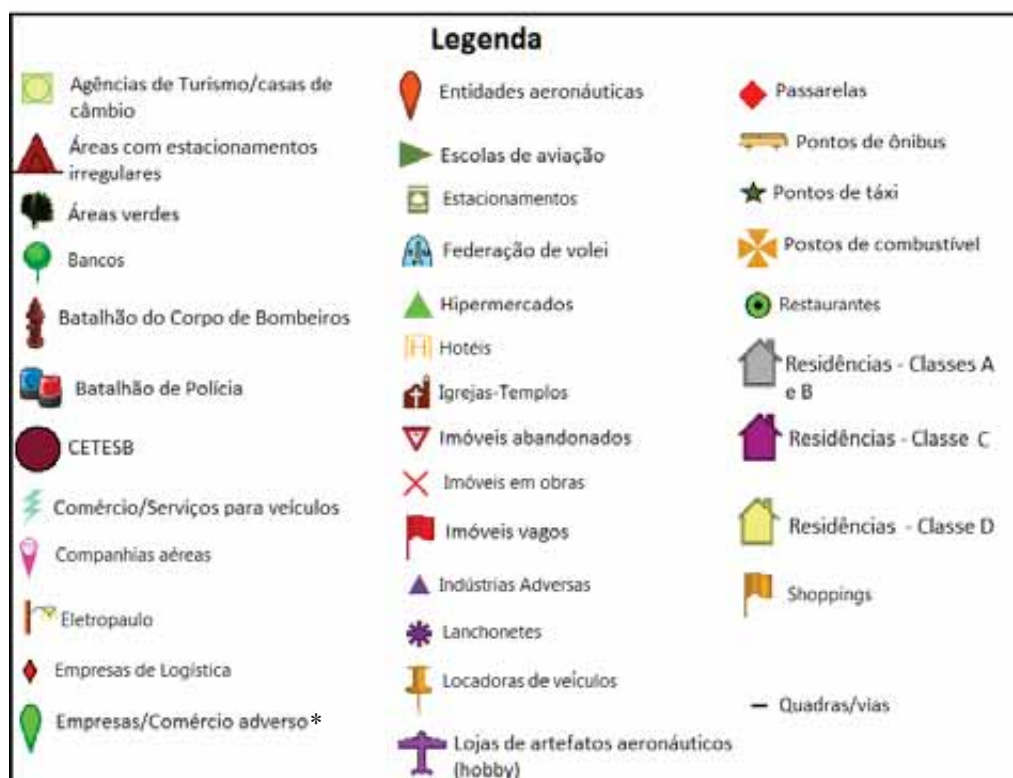 Legenda
Agências de Turismo/casas de
câmbio
Áreas com estacionamentos
irregulares
Áreas verdes
Bancos
Batalhão do Corpo de Bombeiros
Batalhão de Polícia
CETESB
Comércio/Serviços para veículos
Companhias aéreas
Eletropaulo
Empresas de Logística
Empresas/Comércio adverso*
Entidades aeronáuticas
Escolas de aviação
Estacionamentos
Federação de volei
Hipermercados
H Hotéis
Igrejas-Templos
Imóveis abandonados
Imóveis em obras
Imóveis vagos
Indústrias Adversas
Lanchonetes
Locadoras de veículos
Lojas de artefatos aeronáuticos
(hobby)
Passarelas
Pontos de ônibus
Pontos de táxi
Postos de combustível
Restaurantes
Residências - Classes A
e B
Residências - Classe C
Residências - Classe D
Shoppings
Quadras/vias